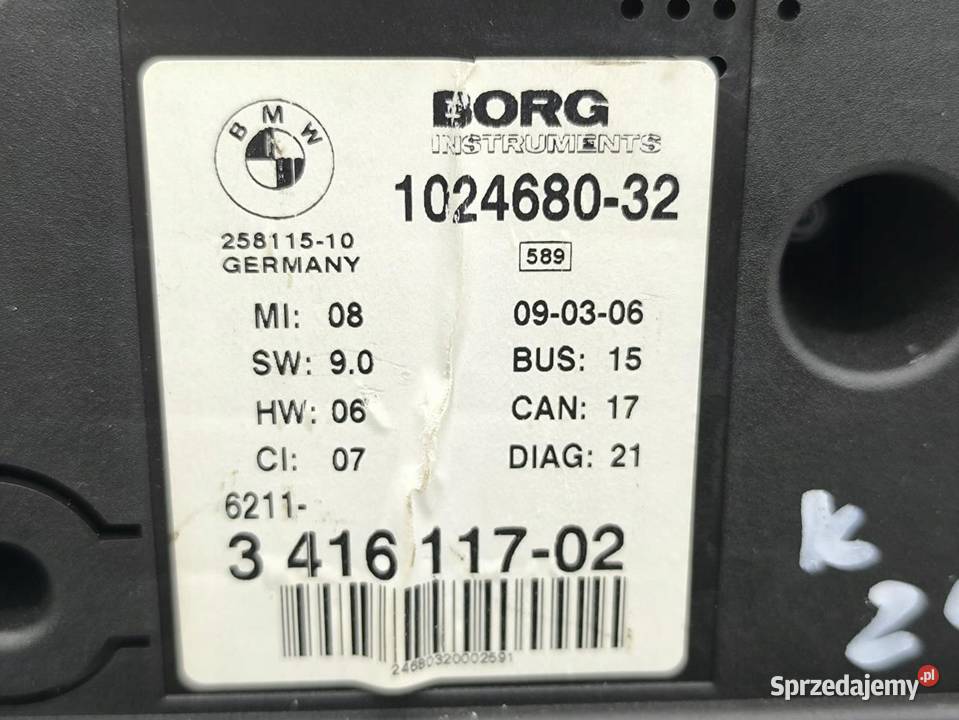 BMW
BORG
INSTRUMENTS
1024680-32
258115-10
GERMANY
589
MI: 08
09-03-06
SW: 9.0
BUS: 15
HW: 06
CAN: 17
CI: 07
DIAG: 21
6211-
3 416 117-02
24680320002591
K
2
Sprzedajemy.pl